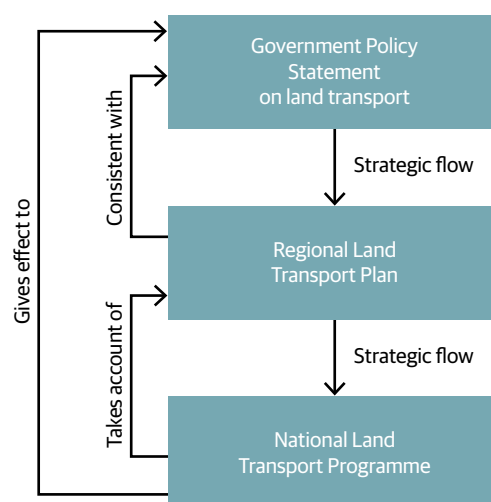 Government Policy
Statement
on land transport
Consistent with
Strategic flow
Gives effect to
Regional Land
Transport Plan
Takes account of
Strategic flow
National Land
Transport Programme